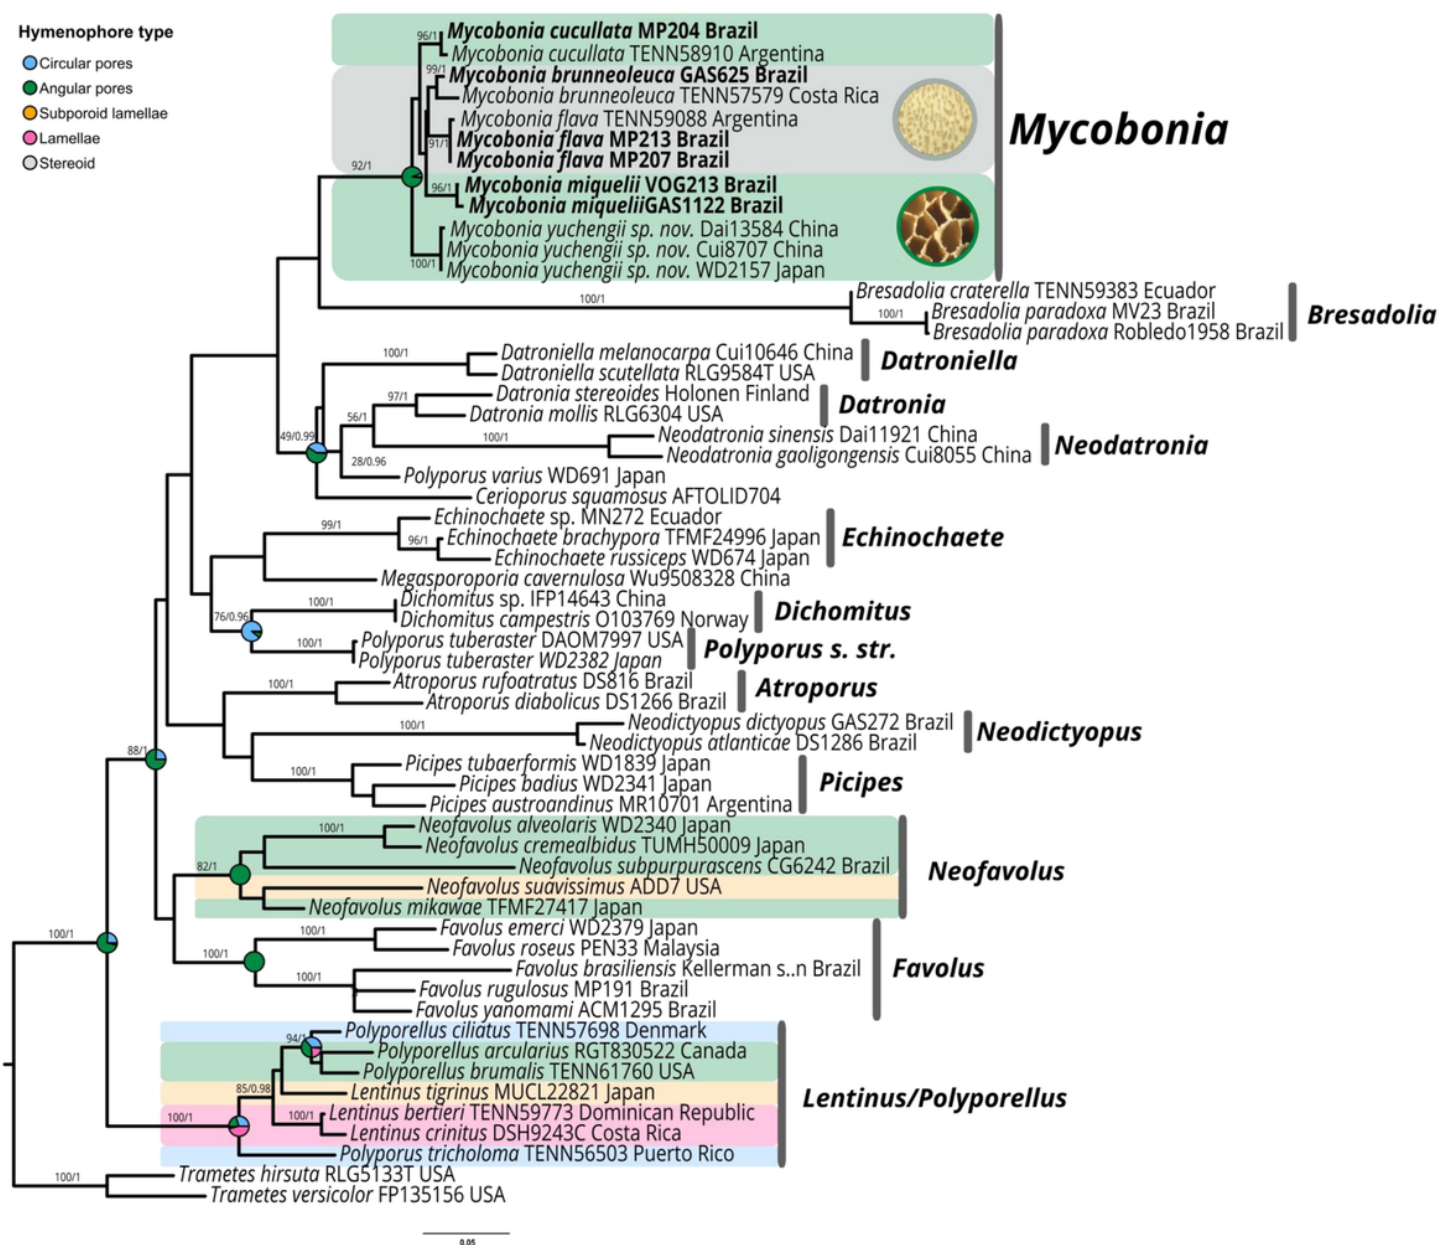 Hymenophore type
Circular pores
Angular pores
Subporoid lamellae
Lamellae
Stereoid
96/1
Mycobonia cucullata MP204 Brazil
Mycobonia cucullata TENN58910 Argentina
99/1
Mycobonia brunneoleuca GAS625 Brazil
Mycobonia brunneoleuca TENN57579 Costa Rica
Mycobonia flava TENN59088 Argentina
91/1
Mycobonia flava MP213 Brazil
Mycobonia flava MP207 Brazil
Mycobonia
92/1
96/1
Mycobonia miquelii VOG213 Brazil
Mycobonia miqueliiGAS1122 Brazil
Mycobonia yuchengii sp. nov. Dai13584 China
Mycobonia yuchengii sp. nov. Cui8707 China
100/1
Mycobonia yuchengii sp. nov. WD2157 Japan
100/1
Bresadolia craterella TENN59383 Ecuador
100/1
Bresadolia paradoxa MV23 Brazil
Bresadolia paradoxa Robledo1958 Brazil
Bresadolia
100/1
Datroniella melanocarpa Cui10646 China
Datroniella scutellata RLG9584T USA
Datroniella
97/1
Datronia stereoides Holonen Finland
Datronia mollis RLG6304 USA
Datronia
56/1
49/0.99
100/1
Neodatronia sinensis Dai11921 China
Neodatronia gaoligongensis Cui8055 China
Neodatronia
28/0.96
Polyporus varius WD691 Japan
Cerioporus squamosus AFTOLID704
99/1
Echinochaete sp. MN272 Ecuador
96/1
Echinochaete brachypora TFMF24996 Japan
Echinochaete russiceps WD674 Japan
Echinochaete
Megasporoporia cavernulosa Wu9508328 China
76/0.96
100/1
Dichomitus sp. IFP14643 China
Dichomitus campestris O103769 Norway
Dichomitus
100/1
Polyporus tuberaster DAOM7997 USA
Polyporus tuberaster WD2382 Japan
Polyporus s. str.
100/1
Atroporus rufoatratus DS816 Brazil
Atroporus diabolicus DS1266 Brazil
Atroporus
100/1
Neodictyopus dictyopus GAS272 Brazil
Neodictyopus atlanticae DS1286 Brazil
Neodictyopus
88/1
100/1
Picipes tubaerformis WD1839 Japan
Picipes badius WD2341 Japan
Picipes austroandinus MR10701 Argentina
Picipes
100/1
Neofavolus alveolaris WD2340 Japan
Neofavolus cremealbidus TUMH50009 Japan
82/1
Neofavolus subpurpurascens CG6242 Brazil
Neofavolus suavissimus ADD7 USA
Neofavolus mikawae TFMF27417 Japan
Neofavolus
100/1
100/1
Favolus emerci WD2379 Japan
Favolus roseus PEN33 Malaysia
100/1
100/1
Favolus brasiliensis Kellerman s..n Brazil
Favolus rugulosus MP191 Brazil
Favolus yanomami ACM1295 Brazil
Favolus
94/1
Polyporellus ciliatus TENN57698 Denmark
Polyporellus arcularius RGT830522 Canada
Polyporellus brumalis TENN61760 USA
85/0.98
Lentinus tigrinus MUCL22821 Japan
100/1
100/1
Lentinus bertieri TENN59773 Dominican Republic
Lentinus crinitus DSH9243C Costa Rica
Polyporus tricholoma TENN56503 Puerto Rico
Lentinus/Polyporellus
100/1
Trametes hirsuta RLG5133T USA
Trametes versicolor FP135156 USA
0.05